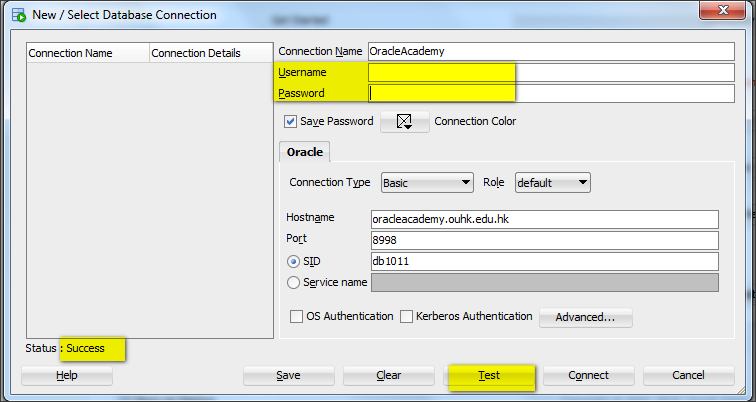 New / Select Database Connection
Get Started
Connection Name Connection Details
Connection Name OracleAcademy
Username
Password
Save Password Connection Color
Oracle
Connection Type Basic Role default
Hostname oracleacademy.ouhk.edu.hk
Port 8998
SID db1011
Service name
OS Authentication Kerberos Authentication Advanced...
Status : Success
Help Save Clear Test Connect Cancel